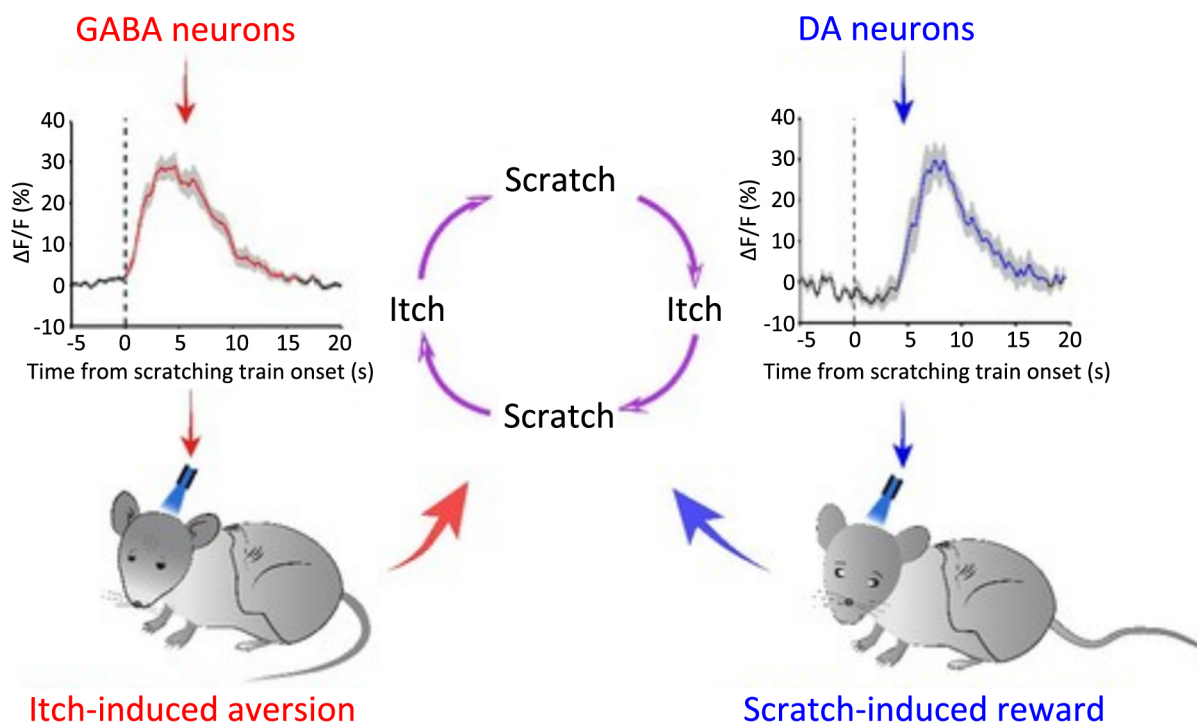 GABA neurons
DA neurons
40
30
20
10
0
-10
ΔF/F (%)
-5 0 5 10 15 20
Time from scratching train onset (s)
Scratch
Itch
Itch
Scratch
40
30
20
10
0
-10
ΔF/F (%)
-5 0 5 10 15 20
Time from scratching train onset (s)
Itch-induced aversion
Scratch-induced reward